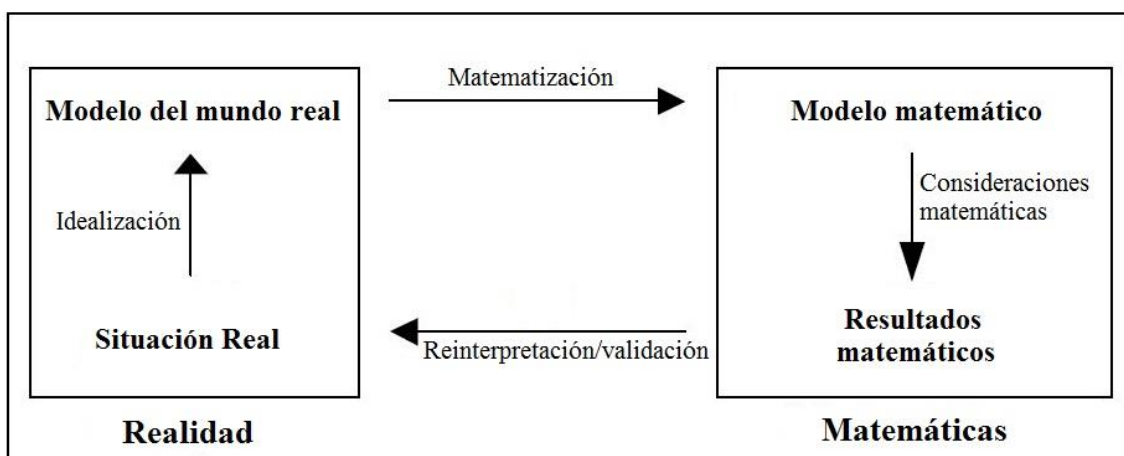 Matematización
Modelo del mundo real
Modelo matemático
Idealización
Consideraciones
matemáticas
Situación Real
Resultados
matemáticos
Reinterpretación/validación
Realidad
Matemáticas